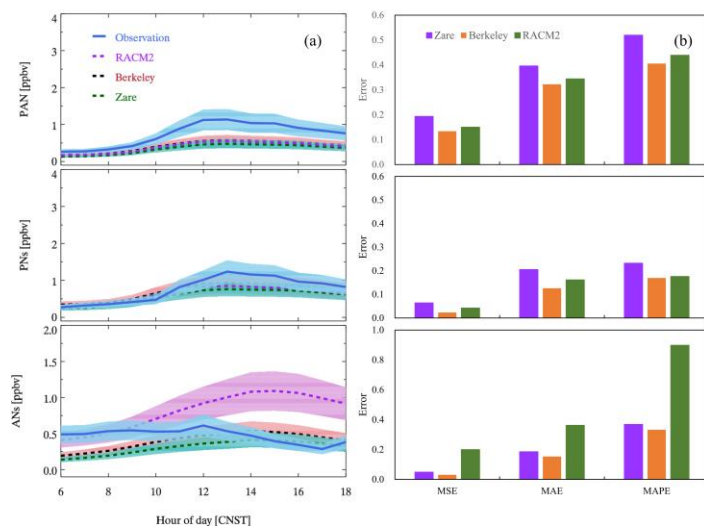 Observation
RACM2
Berkeley
Zare
(a)
PAN [ppbv]
4
3
2
1
0
PNs [ppbv]
4
3
2
1
0
ANs [ppbv]
2.0
1.5
1.0
0.5
0.0
6
8
10
12
14
16
18
Hour of day [CNST]
Zare
Berkeley
RACM2
(b)
Error
0.6
0.5
0.4
0.3
0.2
0.1
0.0
Error
0.6
0.5
0.4
0.3
0.2
0.1
0.0
Error
1.0
0.8
0.6
0.4
0.2
0.0
MSE
MAE
MAPE